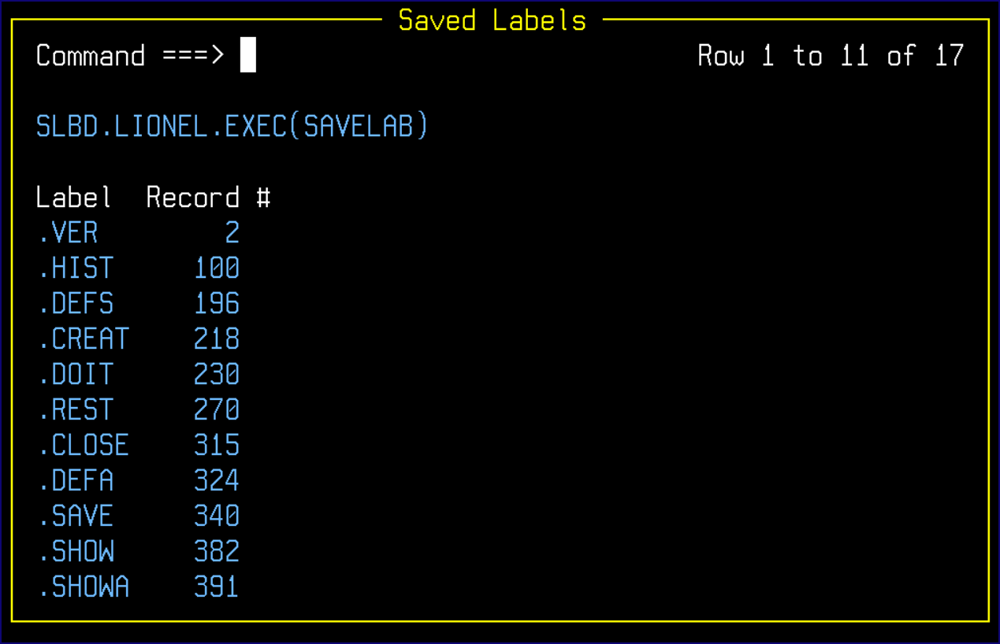 Saved Labels
Command ===> Row 1 to 11 of 17
SLBD.LIONEL.EXEC(SAVELAB)
Label Record #
.VER 2
.HIST 100
.DEFS 196
.CREAT 218
.DOIT 230
.REST 270
.CLOSE 315
.DEFA 324
.SAVE 340
.SHOW 382
.SHOWA 391